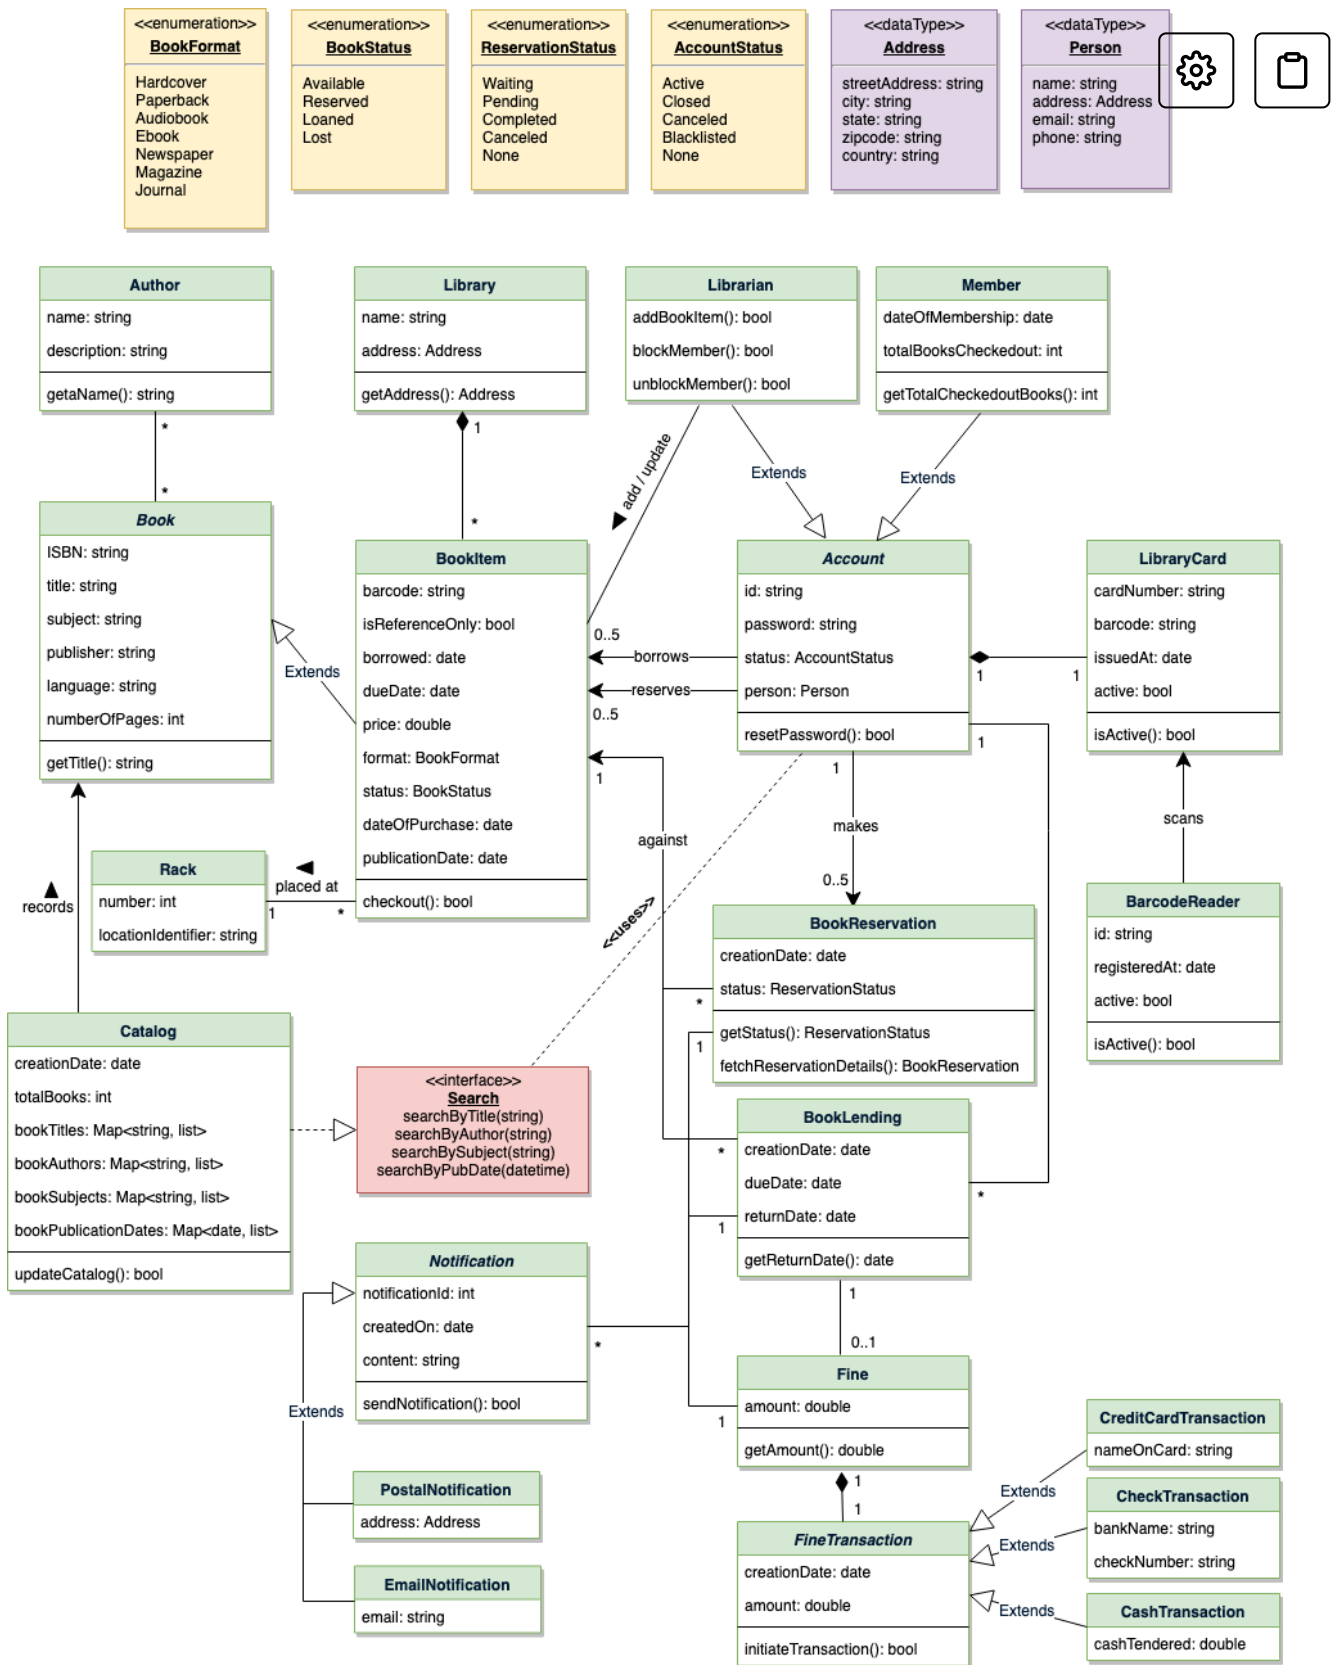 <<enumeration>>
BookFormat
Hardcover
Paperback
Audiobook
Ebook
Newspaper
Magazine
Journal
<<enumeration>>
BookStatus
Available
Reserved
Loaned
Lost
<<enumeration>>
ReservationStatus
Waiting
Pending
Completed
Canceled
None
<<enumeration>>
AccountStatus
Active
Closed
Canceled
Blacklisted
None
<<dataType>>
Address
streetAddress: string
city: string
state: string
zipcode: string
country: string
<<dataType>>
Person
name: string
address: Address
email: string
phone: string
Author
name: string
description: string
getaName(): string
*
*
Library
name: string
address: Address
getAddress(): Address
1
*
Librarian
addBookItem(): bool
blockMember(): bool
unblockMember(): bool
add / update
Extends
Member
dateOfMembership: date
totalBooksCheckedout: int
getTotalCheckedoutBooks(): int
Extends
Book
ISBN: string
title: string
subject: string
publisher: string
language: string
numberOfPages: int
getTitle(): string
Extends
BookItem
barcode: string
isReferenceOnly: bool
borrowed: date
dueDate: date
price: double
format: BookFormat
status: BookStatus
dateOfPurchase: date
publicationDate: date
checkout(): bool
0..5
borrows
reserves
0..5
1
against
Account
id: string
password: string
status: AccountStatus
person: Person
resetPassword(): bool
1
1
1
1
makes
0..5
LibraryCard
cardNumber: string
barcode: string
issuedAt: date
active: bool
isActive(): bool
scans
BarcodeReader
id: string
registeredAt: date
active: bool
isActive(): bool
Rack
number: int
locationIdentifier: string
placed at
1
*
records
<<uses>>
BookReservation
creationDate: date
status: ReservationStatus
getStatus(): ReservationStatus
fetchReservationDetails(): BookReservation
*
1
Catalog
creationDate: date
totalBooks: int
bookTitles: Map<string, list>
bookAuthors: Map<string, list>
bookSubjects: Map<string, list>
bookPublicationDates: Map<date, list>
updateCatalog(): bool
<<interface>>
Search
searchByTitle(string)
searchByAuthor(string)
searchBySubject(string)
searchByPubDate(datetime)
BookLending
creationDate: date
dueDate: date
returnDate: date
getReturnDate(): date
*
*
1
1
0..1
Notification
notificationId: int
createdOn: date
content: string
sendNotification(): bool
*
Extends
PostalNotification
address: Address
EmailNotification
email: string
Fine
amount: double
getAmount(): double
1
1
1
FineTransaction
creationDate: date
amount: double
initiateTransaction(): bool
CreditCardTransaction
nameOnCard: string
Extends
CheckTransaction
bankName: string
checkNumber: string
Extends
CashTransaction
cashTendered: double
Extends